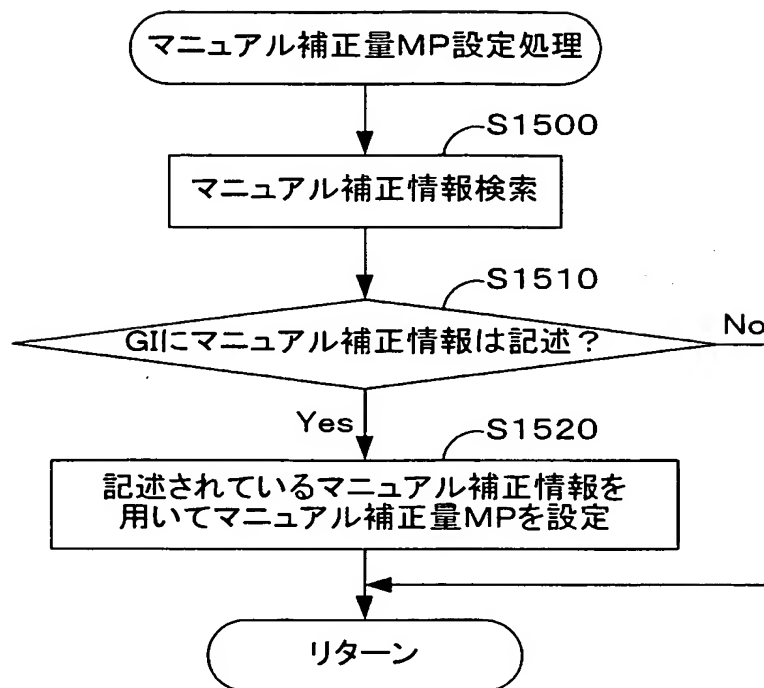 マニュアル補正量MP設定処理
S1500
マニュアル補正情報検索
S1510
GIにマニュアル補正情報は記述？
No
Yes
S1520
記述されているマニュアル補正情報を
用いてマニュアル補正量MPを設定
リターン